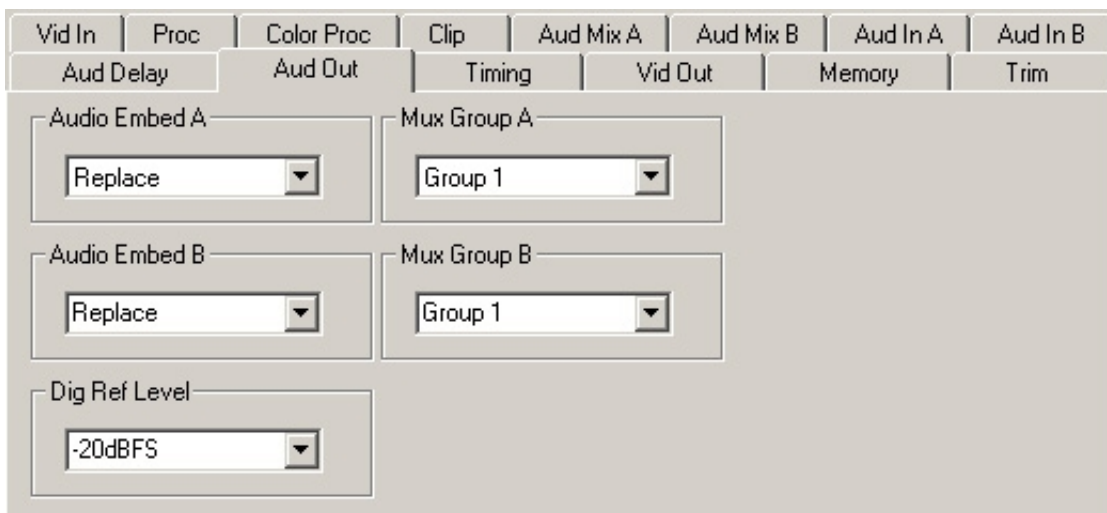 Vid In Proc Color Proc Clip Aud Mix A Aud Mix B Aud In A Aud In B
Aud Delay Aud Out Timing Vid Out Memory Trim
Audio Embed A Mux Group A
Replace Group 1
Audio Embed B Mux Group B
Replace Group 1
Dig Ref Level
-20dBFS